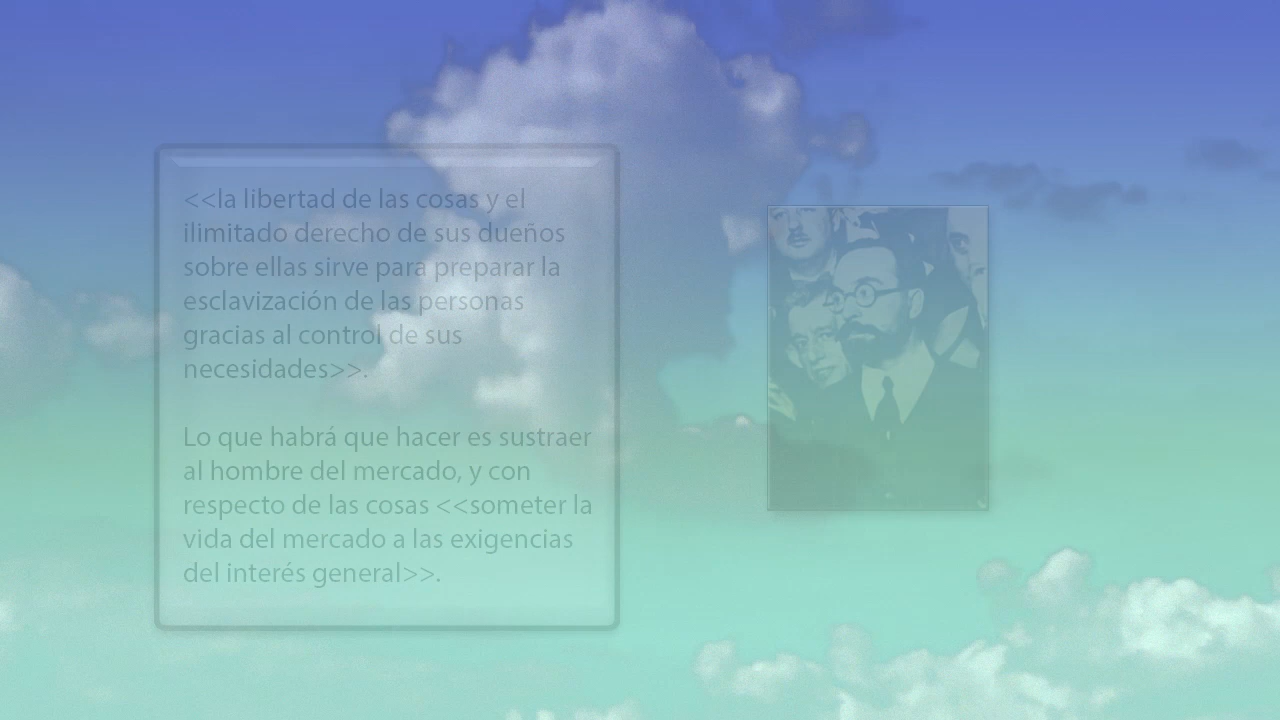 <<la libertad de las cosas y el
ilimitado derecho de sus dueños
sobre ellas sirve para preparar la
esclavización de las personas
gracias al control de sus
necesidades>>.
Lo que habrá que hacer es sustraer
al hombre del mercado, y con
respecto de las cosas <<someter la
vida del mercado a las exigencias
del interés general>>.